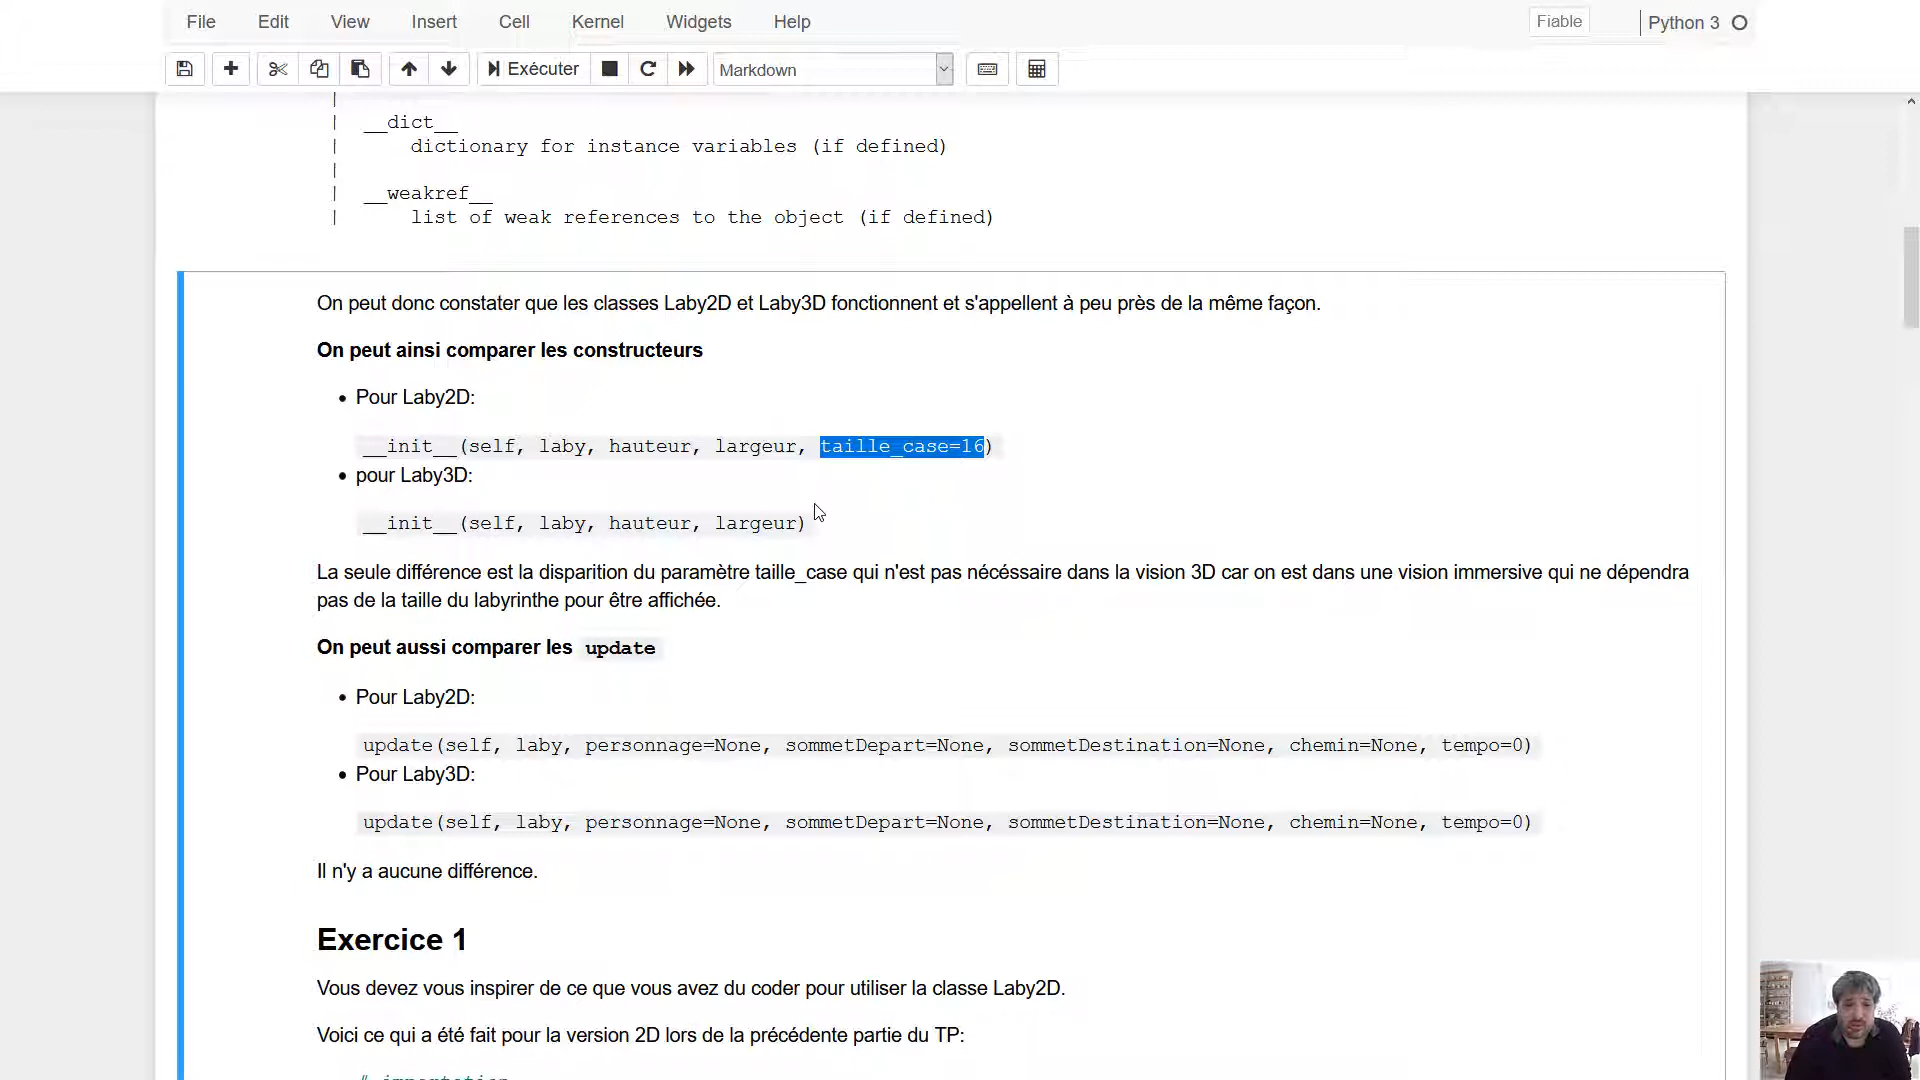 File Edit View Insert Cell Kernel Widgets Help Fiable Python 3
Exécuter Markdown
|
| __dict__
| dictionary for instance variables (if defined)
|
| __weakref__
| list of weak references to the object (if defined)
On peut donc constater que les classes Laby2D et Laby3D fonctionnent et s'appellent à peu près de la même façon.
On peut ainsi comparer les constructeurs
• Pour Laby2D:
__init__(self, laby, hauteur, largeur, taille_case=16)
• pour Laby3D:
__init__(self, laby, hauteur, largeur)
La seule différence est la disparition du paramètre taille_case qui n'est pas nécéssaire dans la vision 3D car on est dans une vision immersive qui ne dépendra
pas de la taille du labyrinthe pour être affichée.
On peut aussi comparer les update
• Pour Laby2D:
update(self, laby, personnage=None, sommetDepart=None, sommetDestination=None, chemin=None, tempo=0)
• Pour Laby3D:
update(self, laby, personnage=None, sommetDepart=None, sommetDestination=None, chemin=None, tempo=0)
Il n'y a aucune différence.
Exercice 1
Vous devez vous inspirer de ce que vous avez du coder pour utiliser la classe Laby2D.
Voici ce qui a été fait pour la version 2D lors de la précédente partie du TP: